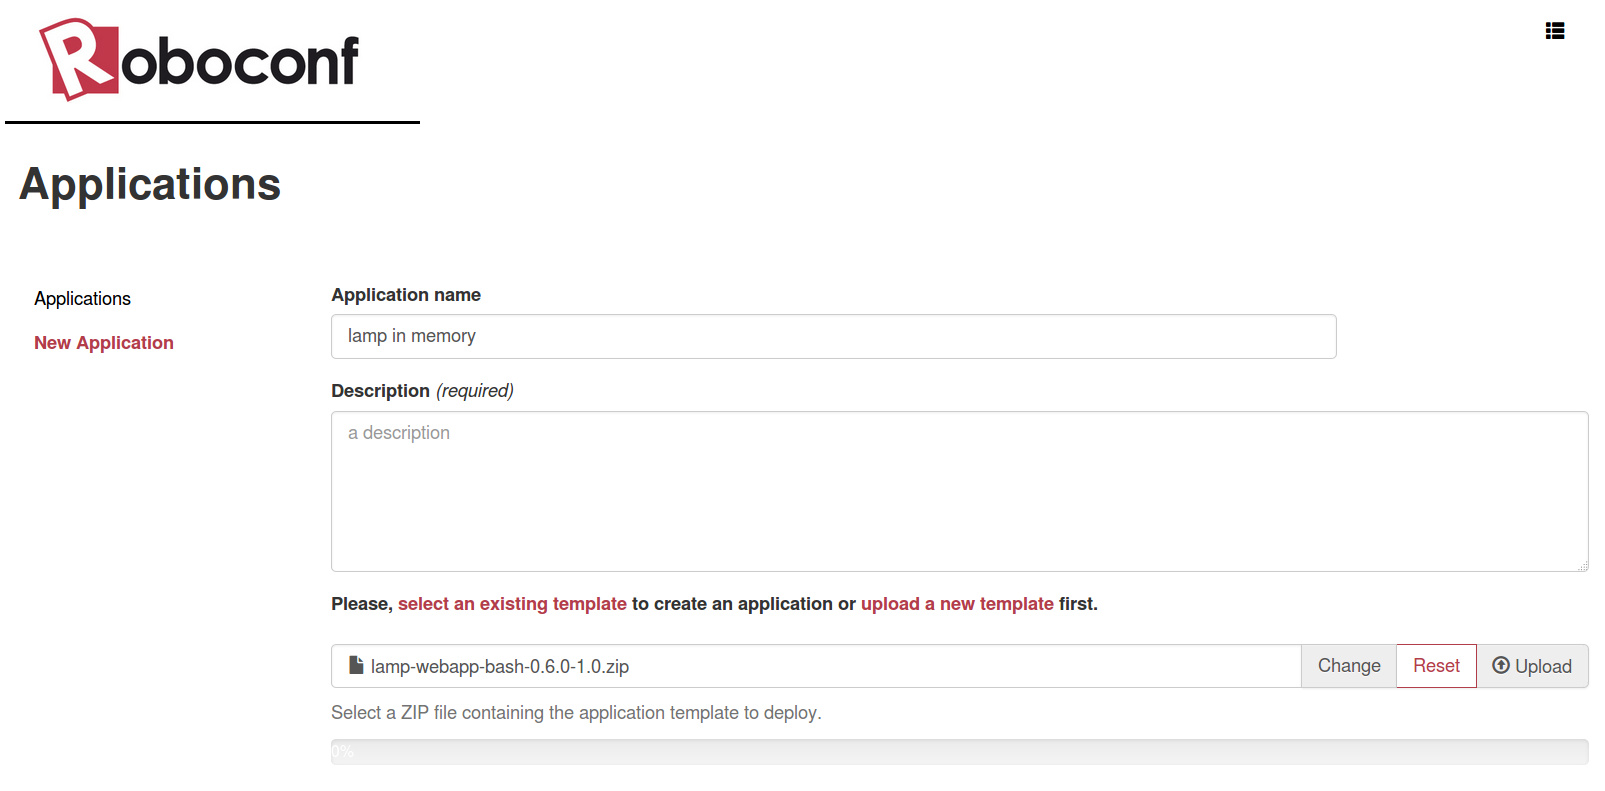 Roboconf
Applications
Applications
New Application
Application name
lamp in memory
Description (required)
a description
Please, select an existing template to create an application or upload a new template first.
lamp-webapp-bash-0.6.0-1.0.zip Change Reset Upload
Select a ZIP file containing the application template to deploy.
0%